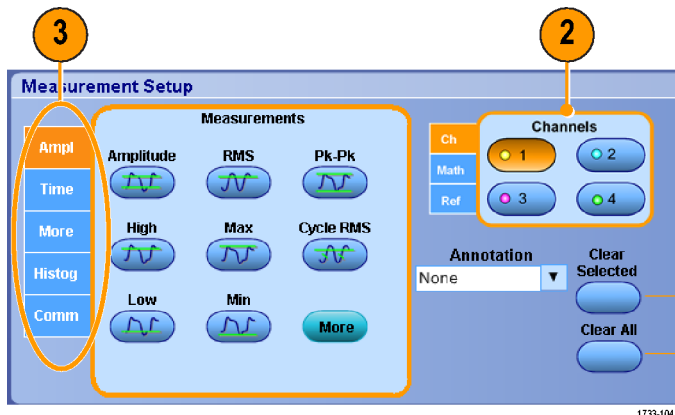 3
2
Measurement Setup
Ampl
Time
More
Histog
Comm
Measurements
Amplitude
RMS
Pk-Pk
High
Max
Cycle RMS
Low
Min
More
Ch
Math
Ref
Channels
1
2
3
4
Annotation
None
Clear
Selected
Clear All
1733-104